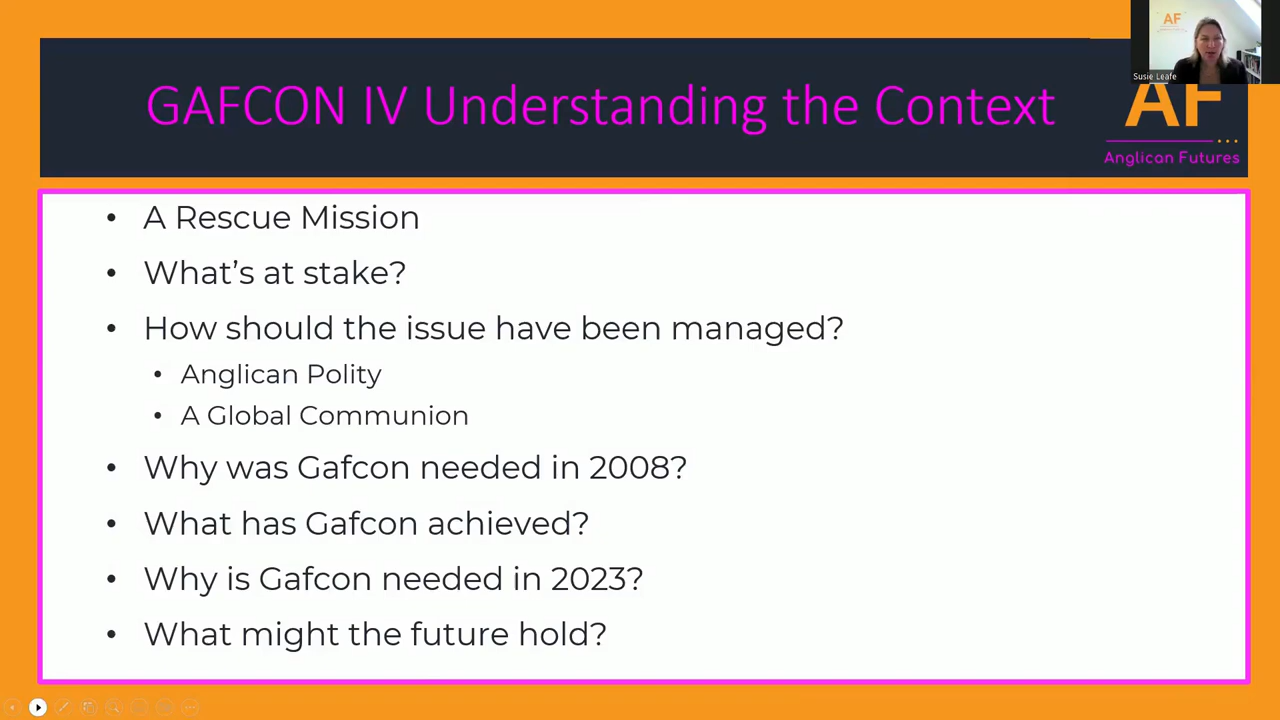 AF
Susie Leafe
GAFCON IV Understanding the Context
AF
Anglican Futures
• A Rescue Mission
• What's at stake?
• How should the issue have been managed?
• Anglican Polity
• A Global Communion
• Why was Gafcon needed in 2008?
• What has Gafcon achieved?
• Why is Gafcon needed in 2023?
• What might the future hold?